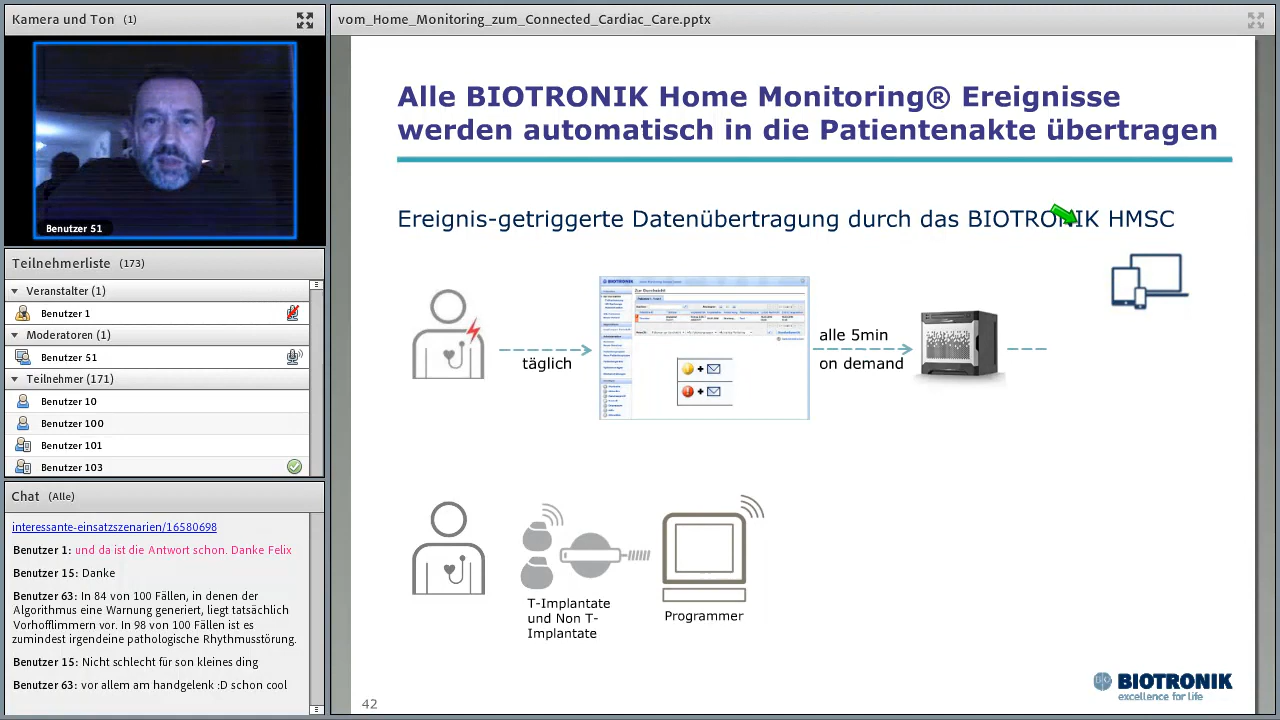 Kamera und Ton (1)
Benutzer 51
Teilnehmerliste (173)
Veranstalter (1)
Benutzer 1
Moderatoren (1)
Benutzer 51
Teilnehmer (171)
Benutzer 10
Benutzer 100
Benutzer 101
Benutzer 103
Chat (Alle)
interessante-einsatzszenarien/16580698
Benutzer 1: und da ist die Antwort schon. Danke Felix
Benutzer 15: Danke
Benutzer 63: In 84 von 100 Fällen, in denen der
Algorithmus eine Warnung generiert, liegt tatsächlich
Vorhofflimmern vor. In 98 von 100 Fällen ist es
zumindest irgendeine pathologische Rhythmusstörung.
Benutzer 15: Nicht schlecht für son kleines ding
Benutzer 63: vor allem am handgelenk :D schon cool
vom_Home_Monitoring_zum_Connected_Cardiac_Care.pptx
Alle BIOTRONIK Home Monitoring® Ereignisse
werden automatisch in die Patientenakte übertragen
Ereignis-getriggerte Datenübertragung durch das BIOTRONIK HMSC
täglich
BIOTRONIK
alle 5min
on demand
T-Implantate
und Non T-
Implantate
Programmer
42
BIOTRONIK
excellence for life